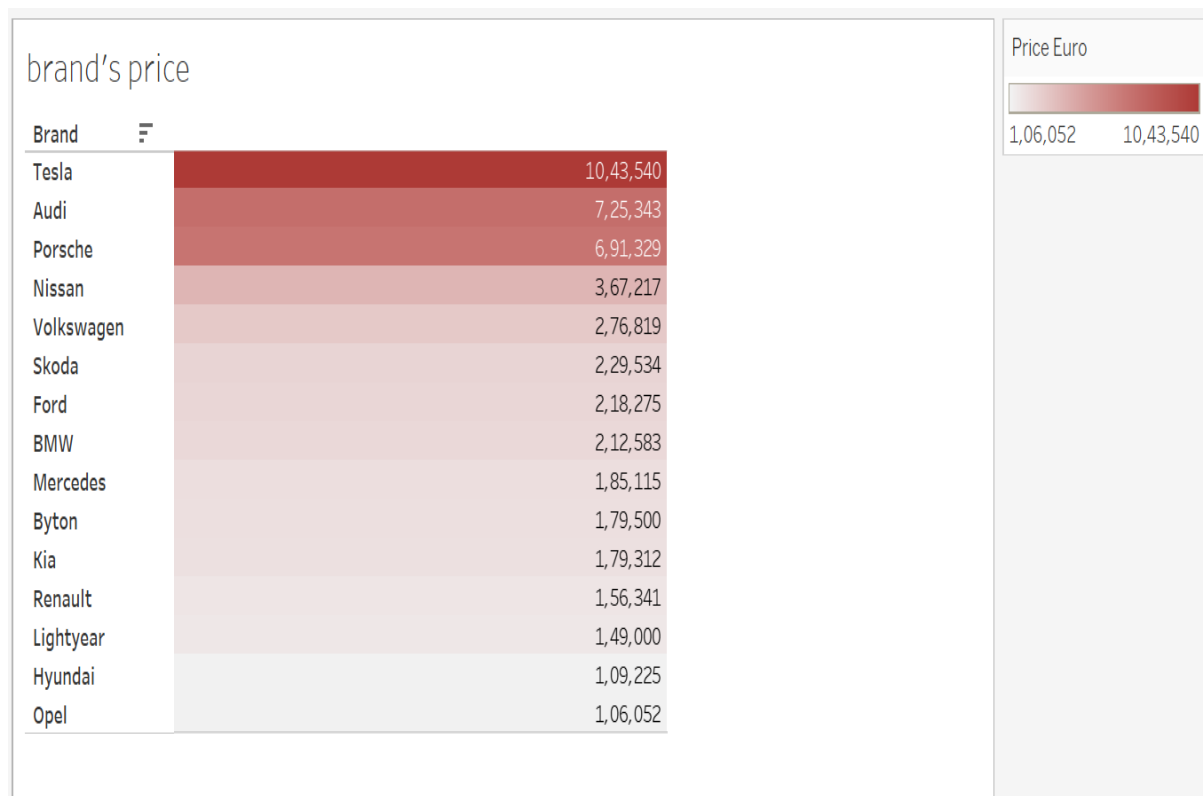 brand's price
Brand
Tesla 10,43,540
Audi 7,25,343
Porsche 6,91,329
Nissan 3,67,217
Volkswagen 2,76,819
Skoda 2,29,534
Ford 2,18,275
BMW 2,12,583
Mercedes 1,85,115
Byton 1,79,500
Kia 1,79,312
Renault 1,56,341
Lightyear 1,49,000
Hyundai 1,09,225
Opel 1,06,052
Price Euro
1,06,052 10,43,540